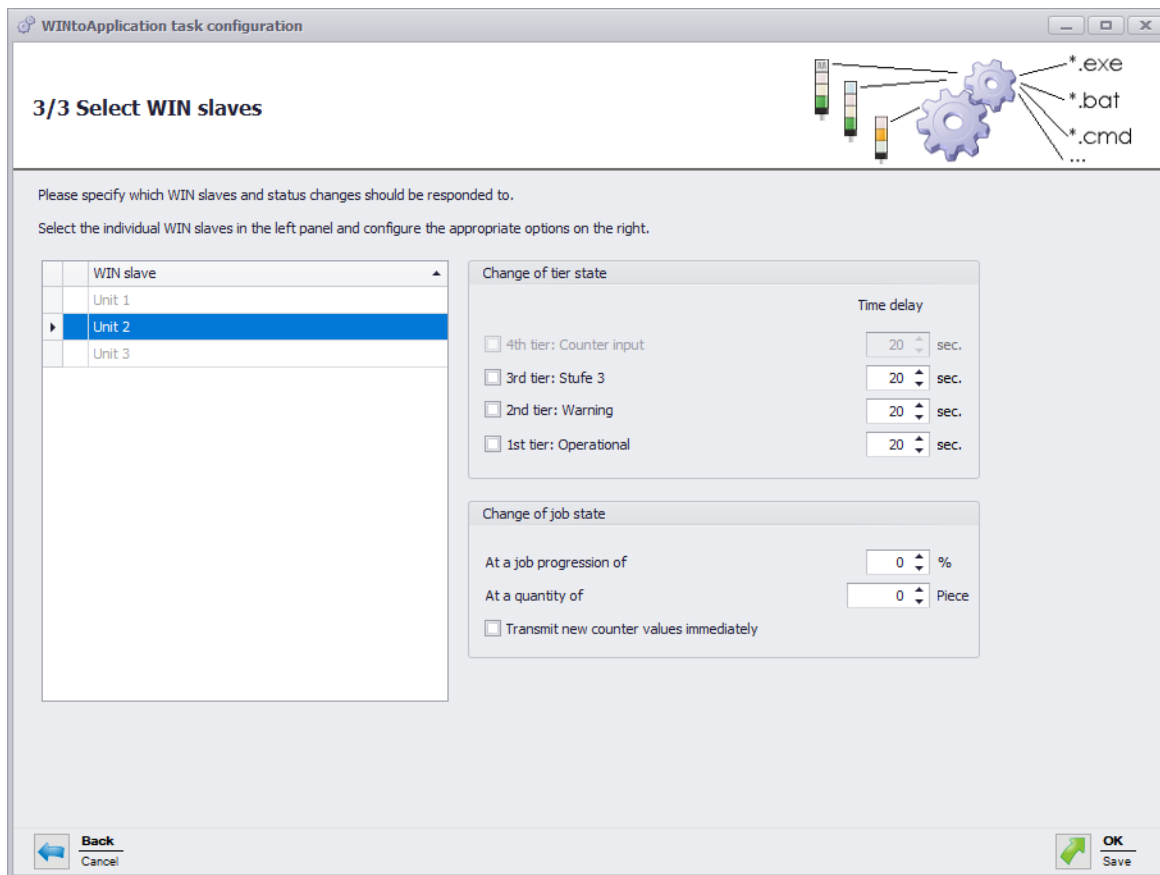 WINtoApplication task configuration
3/3 Select WIN slaves
*.exe
*.bat
*.cmd
...
Please specify which WIN slaves and status changes should be responded to.
Select the individual WIN slaves in the left panel and configure the appropriate options on the right.
WIN slave
Unit 1
Unit 2
Unit 3
Change of tier state
Time delay
4th tier: Counter input 20 sec.
3rd tier: Stufe 3 20 sec.
2nd tier: Warning 20 sec.
1st tier: Operational 20 sec.
Change of job state
At a job progression of 0 %
At a quantity of 0 Piece
Transmit new counter values immediately
Back
Cancel
OK
Save